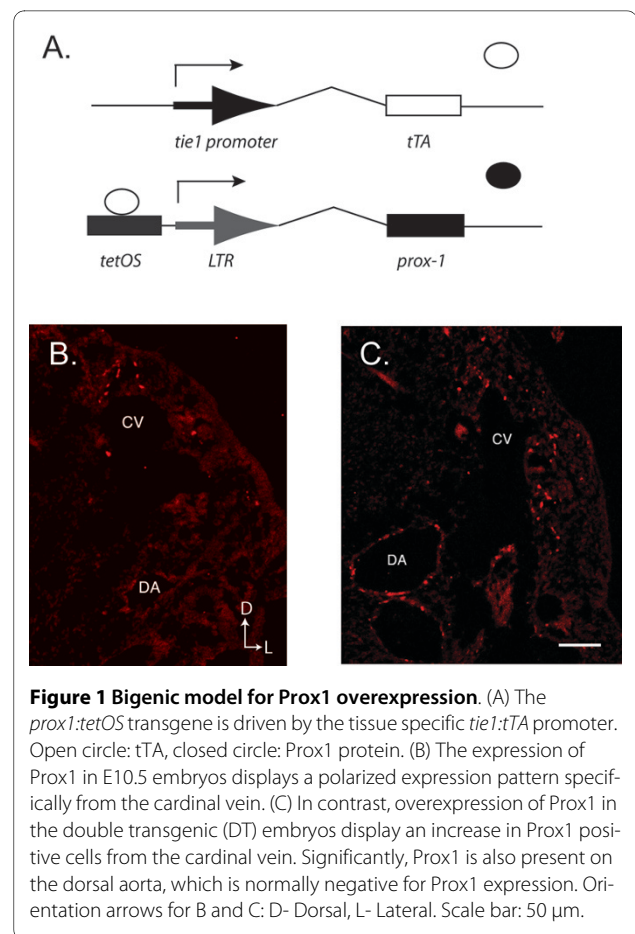 A.
tie1 promoter
tTA
tetOS
LTR
prox-1
B.
CV
DA
D
L
C.
CV
DA
Figure 1 Bigenic model for Prox1 overexpression. (A) The
prox1:tetOS transgene is driven by the tissue specific tie1:tTA promoter.
Open circle: tTA, closed circle: Prox1 protein. (B) The expression of
Prox1 in E10.5 embryos displays a polarized expression pattern specif-
ically from the cardinal vein. (C) In contrast, overexpression of Prox1 in
the double transgenic (DT) embryos display an increase in Prox1 posi-
tive cells from the cardinal vein. Significantly, Prox1 is also present on
the dorsal aorta, which is normally negative for Prox1 expression. Ori-
entation arrows for B and C: D- Dorsal, L- Lateral. Scale bar: 50 μm.